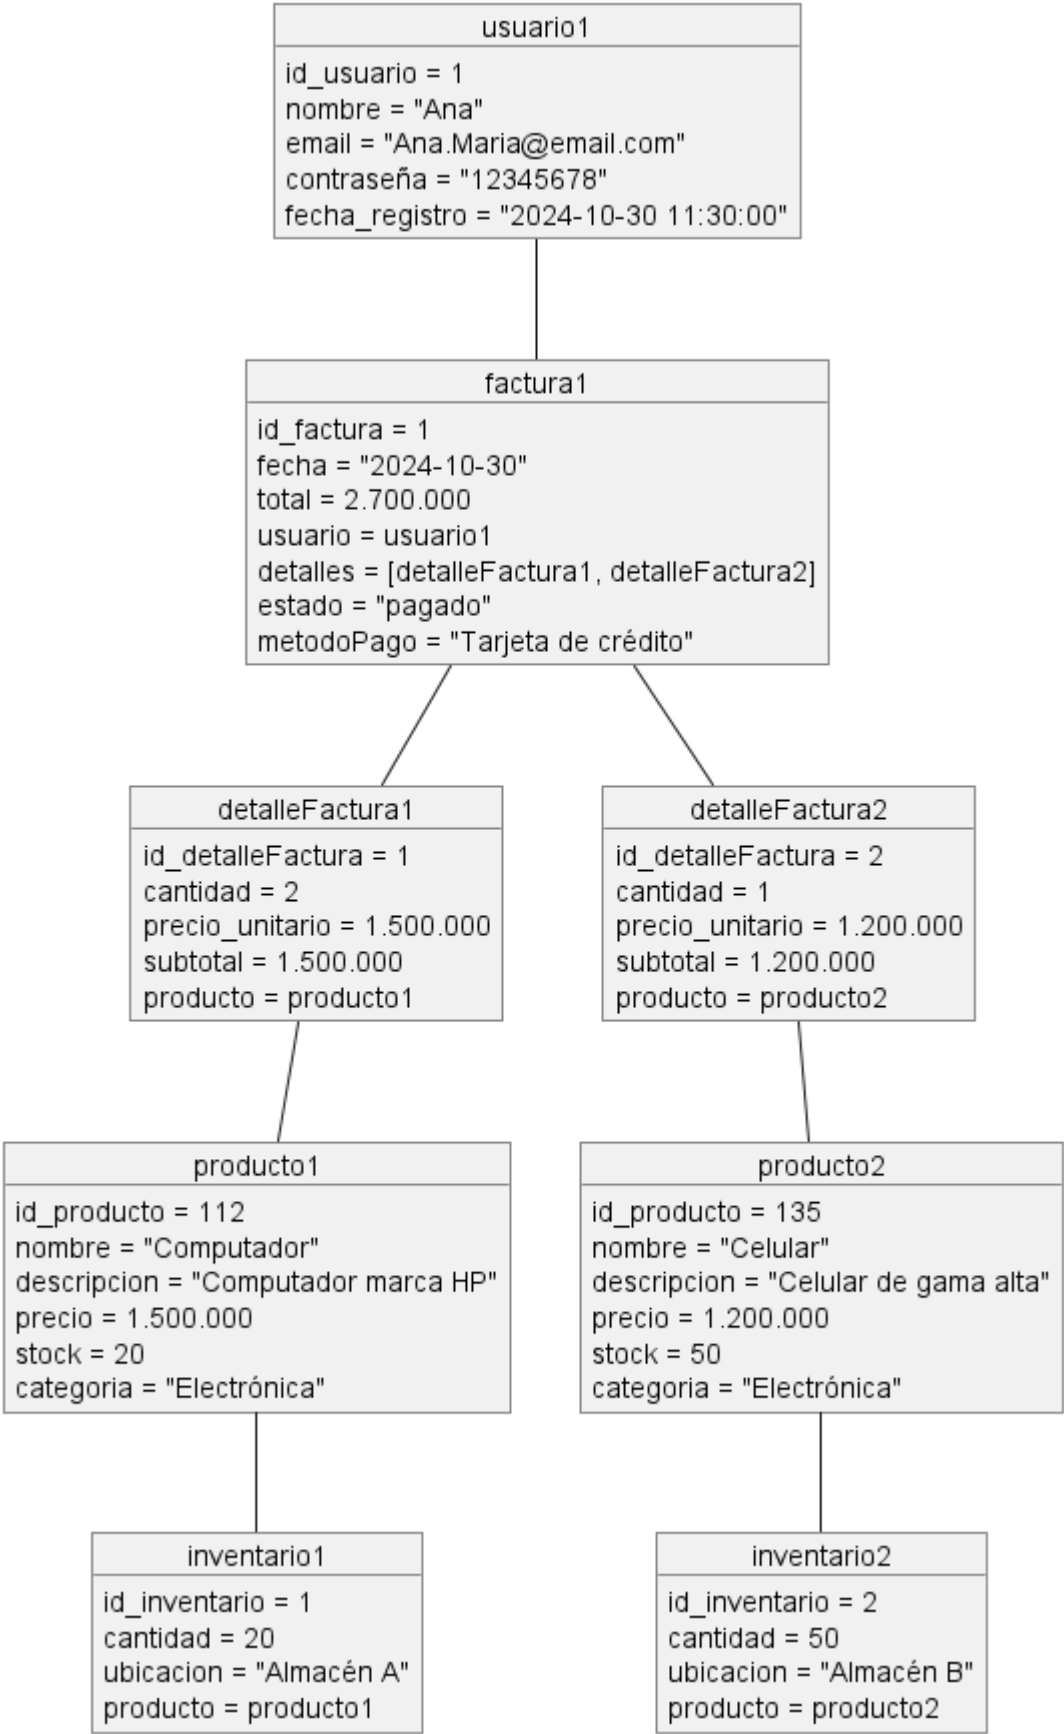 usuario1
id_usuario = 1
nombre = "Ana"
email = "Ana.Maria@email.com"
contraseña = "12345678"
fecha_registro = "2024-10-30 11:30:00"
factura1
id_factura = 1
fecha = "2024-10-30"
total = 2.700.000
usuario = usuario1
detalles = [detalleFactura1, detalleFactura2]
estado = "pagado"
metodoPago = "Tarjeta de crédito"
detalleFactura1
id_detalleFactura = 1
cantidad = 2
precio_unitario = 1.500.000
subtotal = 1.500.000
producto = producto1
detalleFactura2
id_detalleFactura = 2
cantidad = 1
precio_unitario = 1.200.000
subtotal = 1.200.000
producto = producto2
producto1
id_producto = 112
nombre = "Computador"
descripcion = "Computador marca HP"
precio = 1.500.000
stock = 20
categoria = "Electrónica"
producto2
id_producto = 135
nombre = "Celular"
descripcion = "Celular de gama alta"
precio = 1.200.000
stock = 50
categoria = "Electrónica"
inventario1
id_inventario = 1
cantidad = 20
ubicacion = "Almacén A"
producto = producto1
inventario2
id_inventario = 2
cantidad = 50
ubicacion = "Almacén B"
producto = producto2